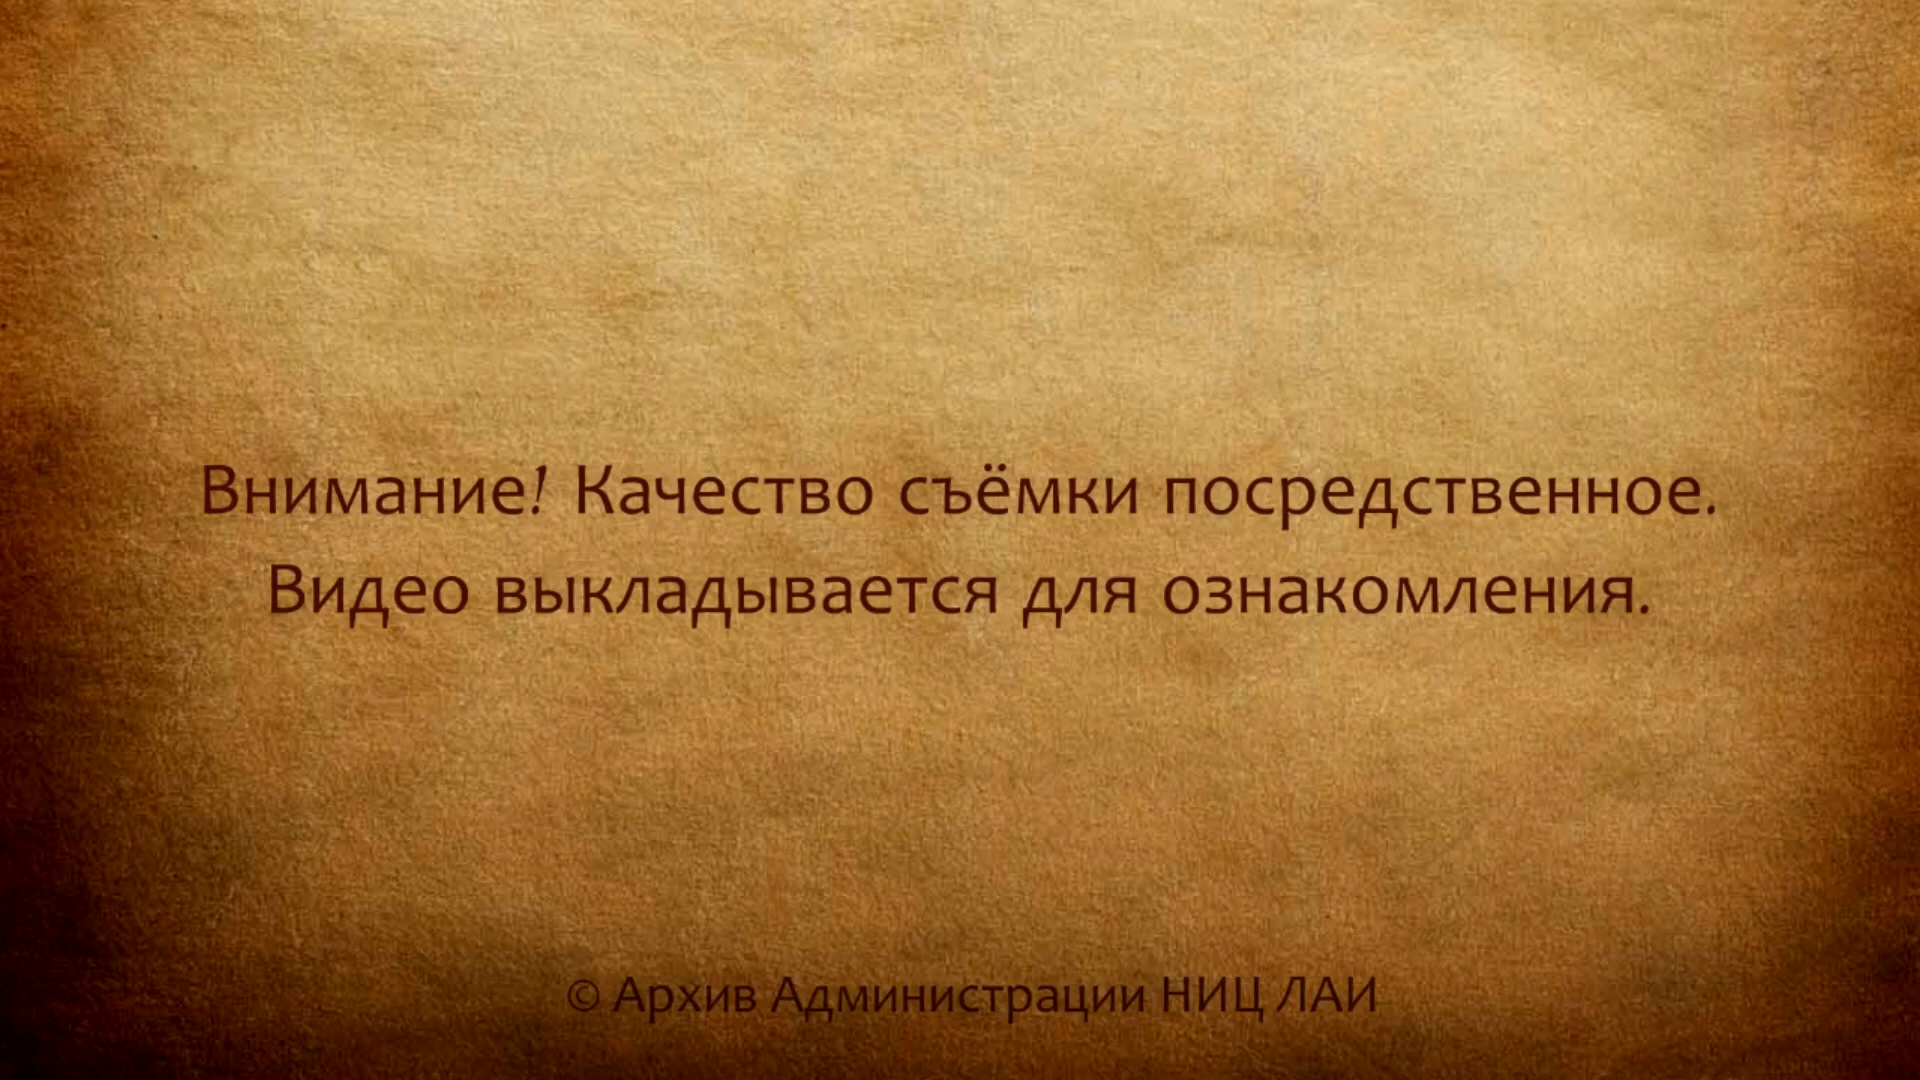 Внимание! Качество съёмки посредственное.
Видео выкладывается для ознакомления.
© Архив Администрации НИЦ ЛАИ